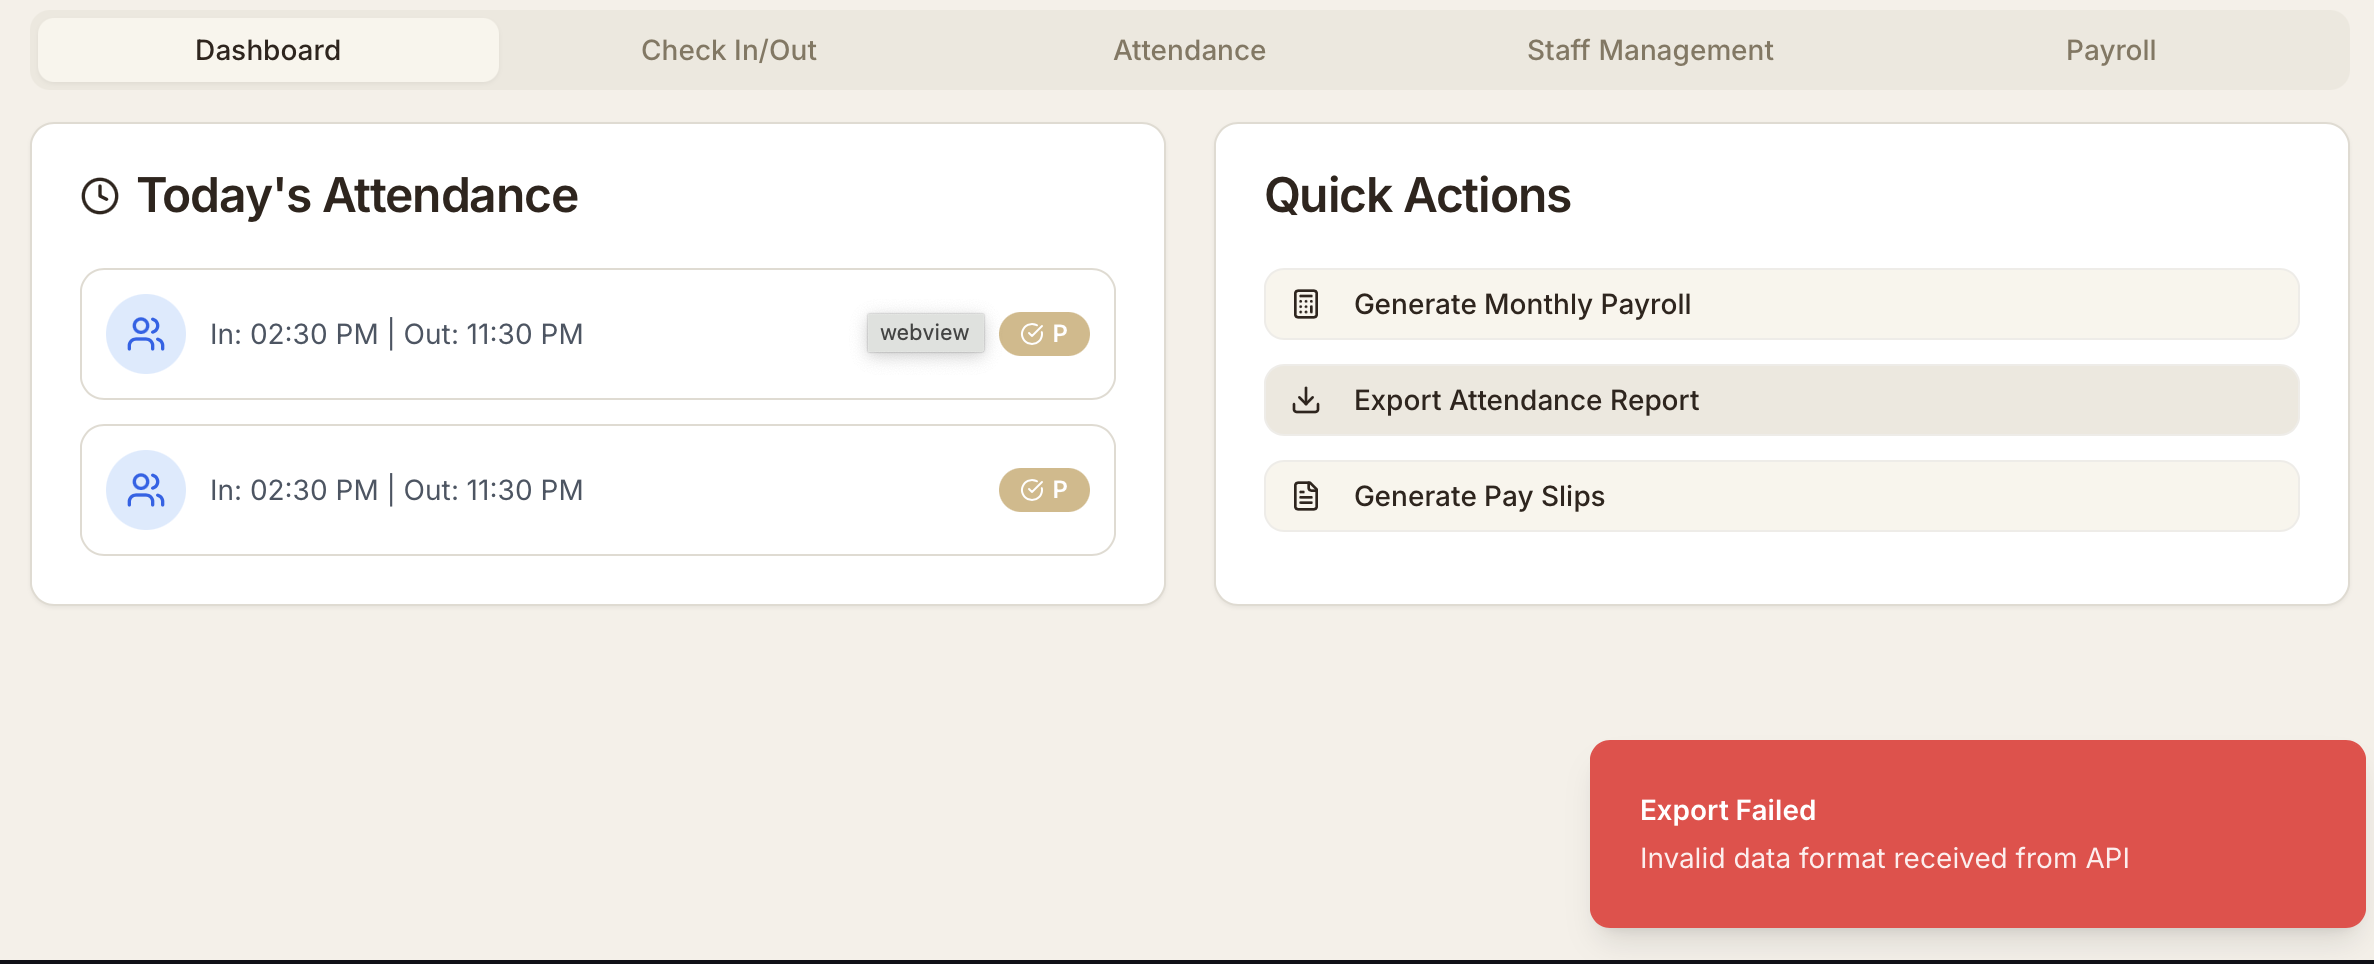 Dashboard
Check In/Out
Attendance
Staff Management
Payroll
Today's Attendance
In: 02:30 PM | Out: 11:30 PM
webview
P
In: 02:30 PM | Out: 11:30 PM
P
Quick Actions
Generate Monthly Payroll
Export Attendance Report
Generate Pay Slips
Export Failed
Invalid data format received from API